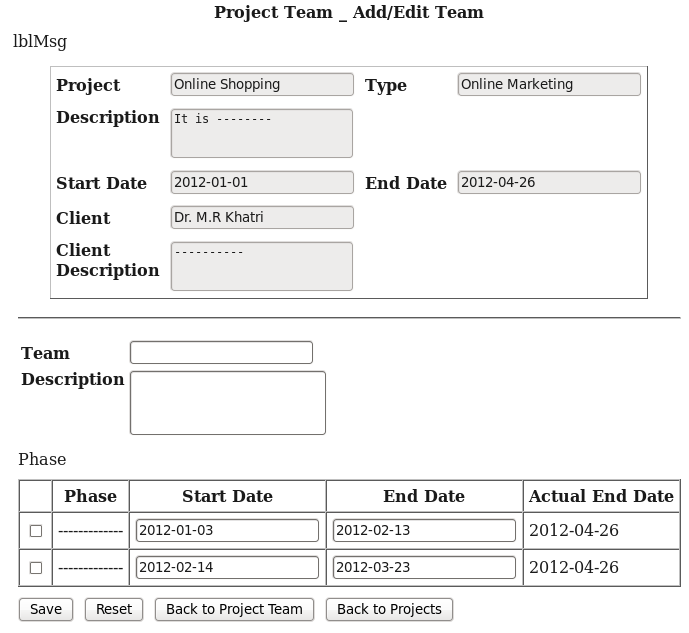 Project Team _ Add/Edit Team
lblMsg
Project Online Shopping Type Online Marketing
Description It is --------
Start Date 2012-01-01 End Date 2012-04-26
Client Dr. M.R Khatri
Client Description ----------
Team
Description
Phase
Phase Start Date End Date Actual End Date
------------- 2012-01-03 2012-02-13 2012-04-26
------------- 2012-02-14 2012-03-23 2012-04-26
Save Reset Back to Project Team Back to Projects